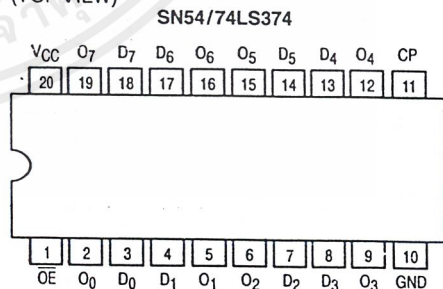 (TOP VIEW)
SN54/74LS374
VCC O7 D7 D6 O6 O5 D5 D4 O4 CP
20 19 18 17 16 15 14 13 12 11
1 2 3 4 5 6 7 8 9 10
OE O0 D0 D1 O1 O2 D2 D3 O3 GND